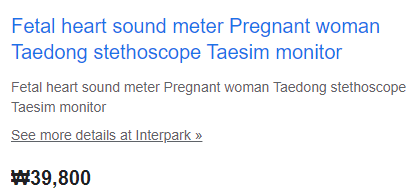 Fetal heart sound meter Pregnant woman
Taedong stethoscope Taesim monitor
Fetal heart sound meter Pregnant woman Taedong stethoscope
Taesim monitor
See more details at Interpark »
₩39,800